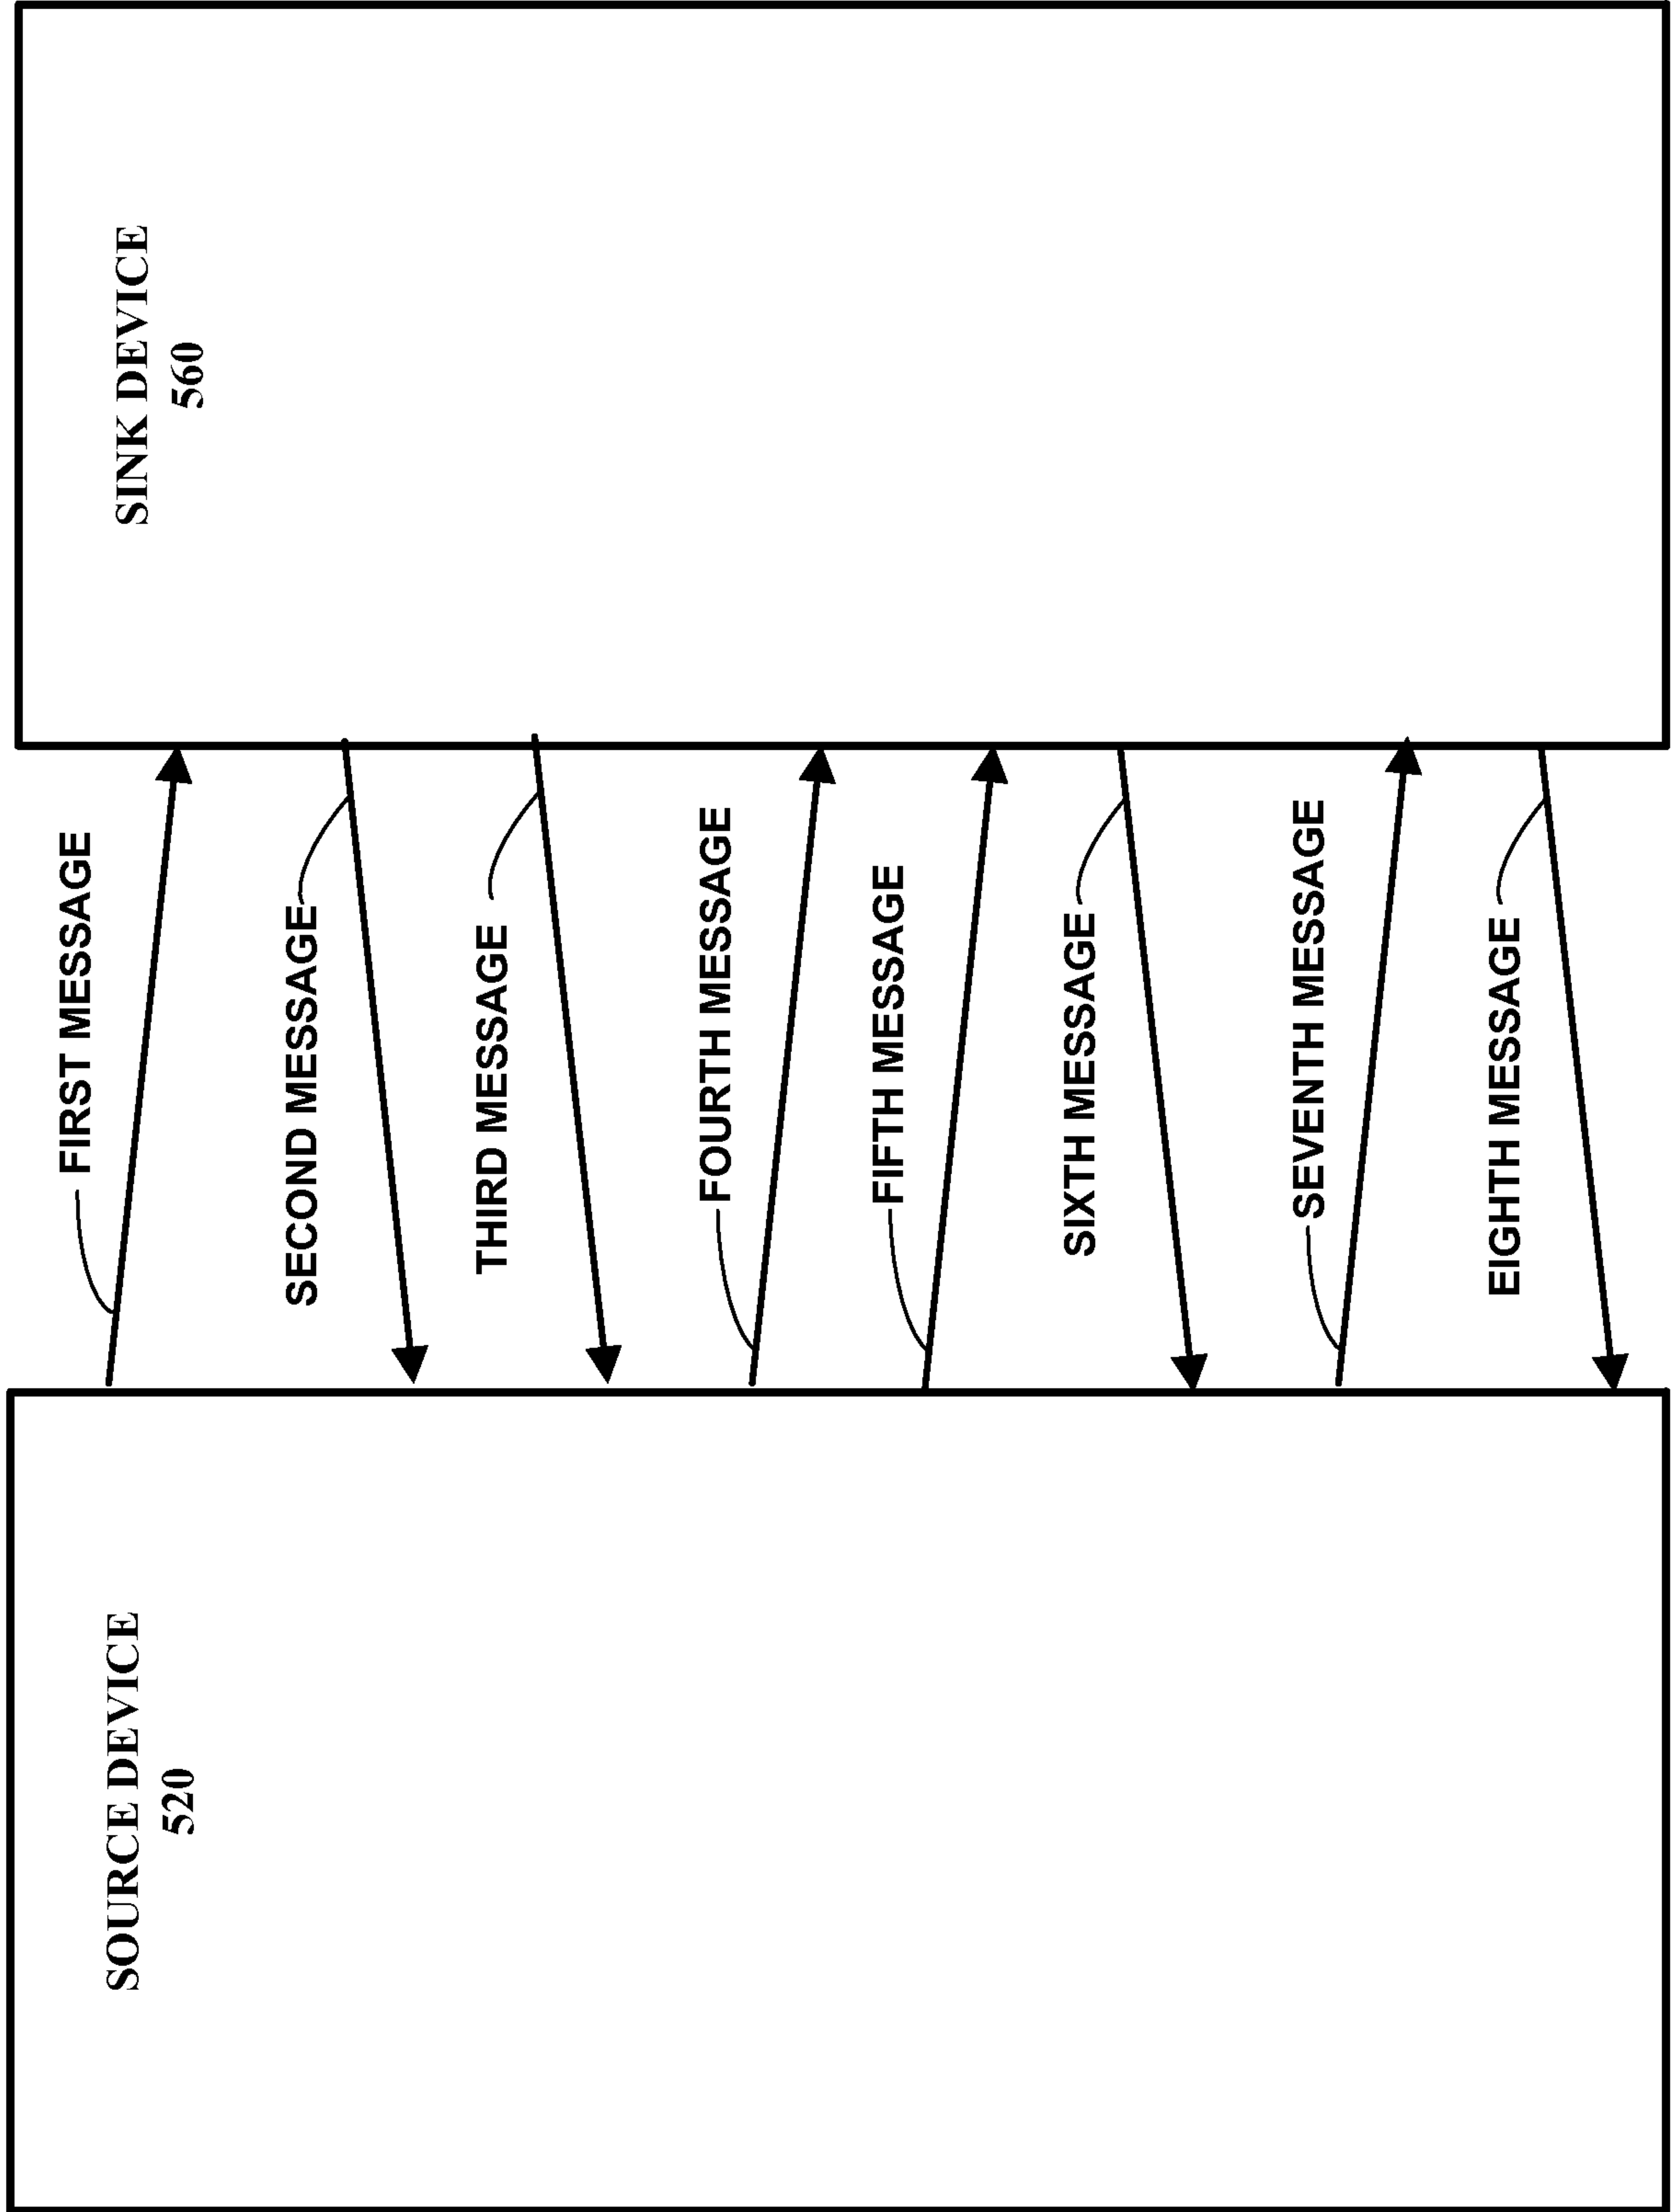 SOURCE DEVICE
520
SINK DEVICE
560
FIRST MESSAGE
SECOND MESSAGE
THIRD MESSAGE
FOURTH MESSAGE
FIFTH MESSAGE
SIXTH MESSAGE
SEVENTH MESSAGE
EIGHTH MESSAGE